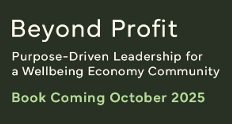 Beyond Profit
Purpose-Driven Leadership for
a Wellbeing Economy Community
Book Coming October 2025